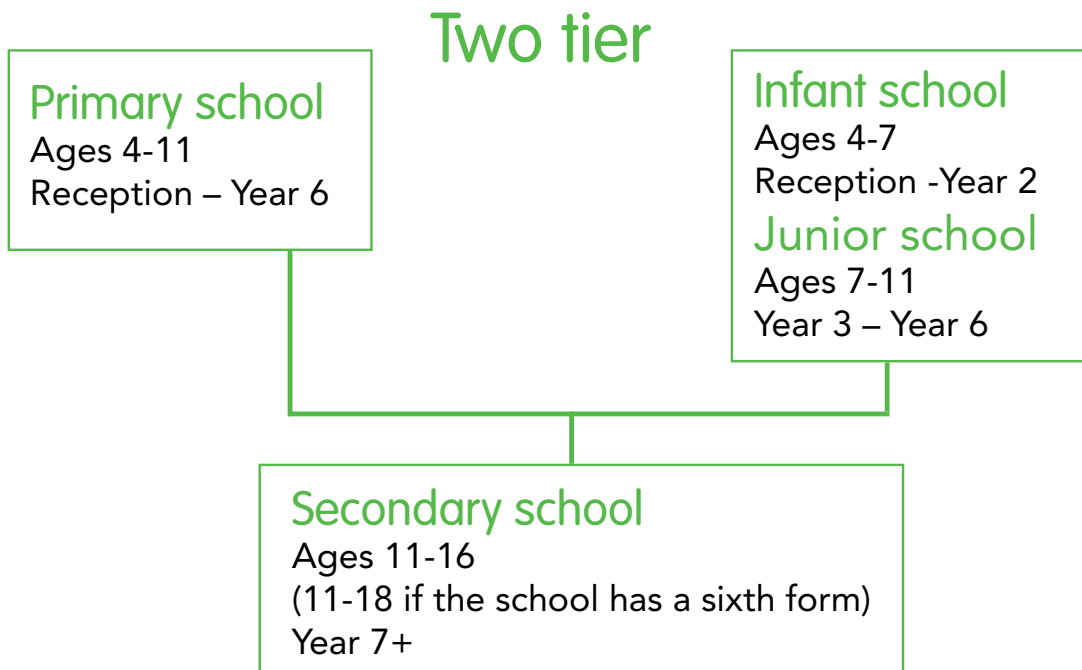 Two tier
Primary school
Ages 4-11
Reception – Year 6
Infant school
Ages 4-7
Reception -Year 2
Junior school
Ages 7-11
Year 3 – Year 6
Secondary school
Ages 11-16
(11-18 if the school has a sixth form)
Year 7+